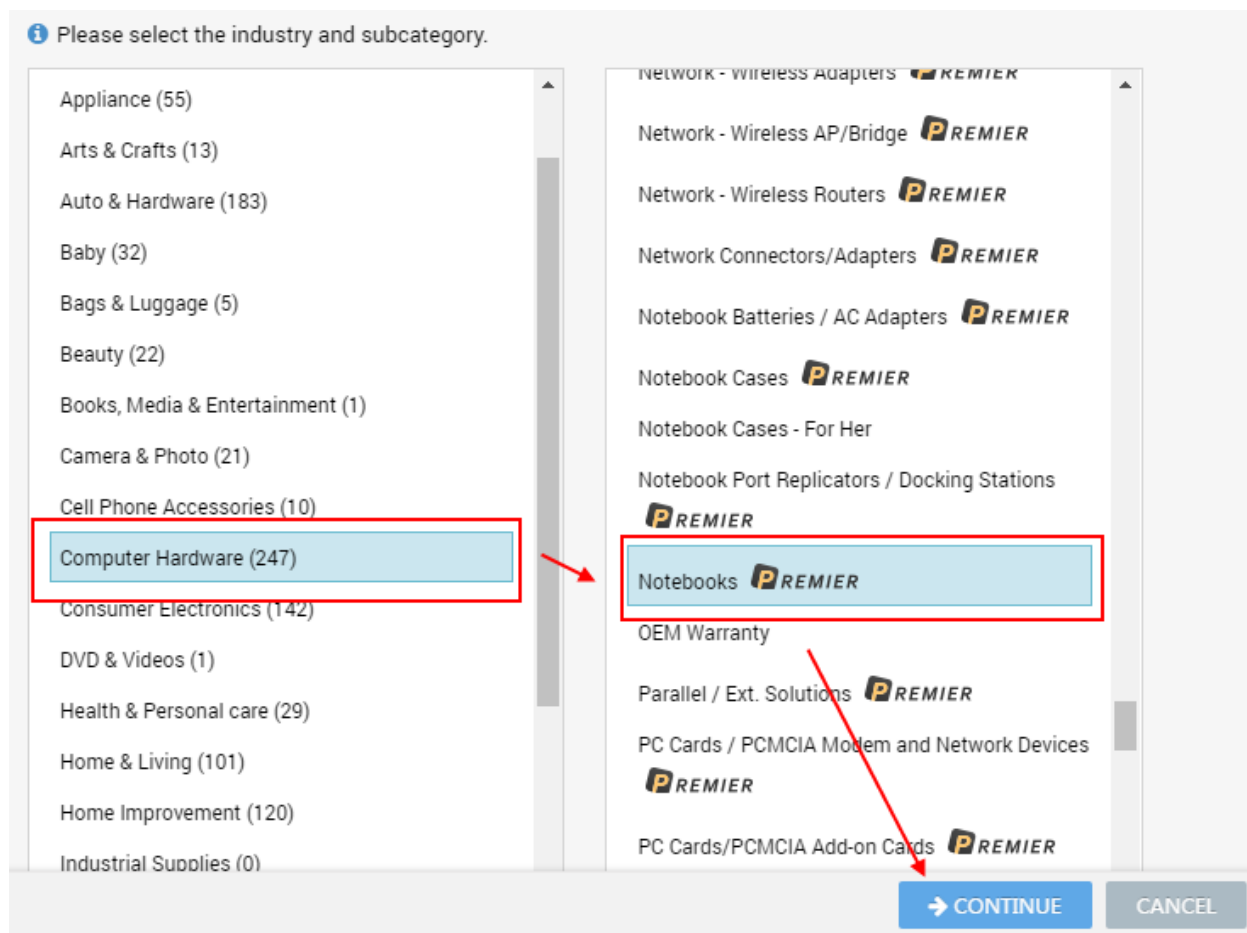 Please select the industry and subcategory.
Appliance (55)
Arts & Crafts (13)
Auto & Hardware (183)
Baby (32)
Bags & Luggage (5)
Beauty (22)
Books, Media & Entertainment (1)
Camera & Photo (21)
Cell Phone Accessories (10)
Computer Hardware (247)
Consumer Electronics (142)
DVD & Videos (1)
Health & Personal care (29)
Home & Living (101)
Home Improvement (120)
Industrial Supplies (0)
Network - Wireless Adapters PREMIER
Network - Wireless AP/Bridge PREMIER
Network - Wireless Routers PREMIER
Network Connectors/Adapters PREMIER
Notebook Batteries / AC Adapters PREMIER
Notebook Cases PREMIER
Notebook Cases - For Her
Notebook Port Replicators / Docking Stations
PREMIER
Notebooks PREMIER
OEM Warranty
Parallel / Ext. Solutions PREMIER
PC Cards / PCMCIA Modem and Network Devices
PREMIER
PC Cards/PCMCIA Add-on Cards PREMIER
CONTINUE
CANCEL